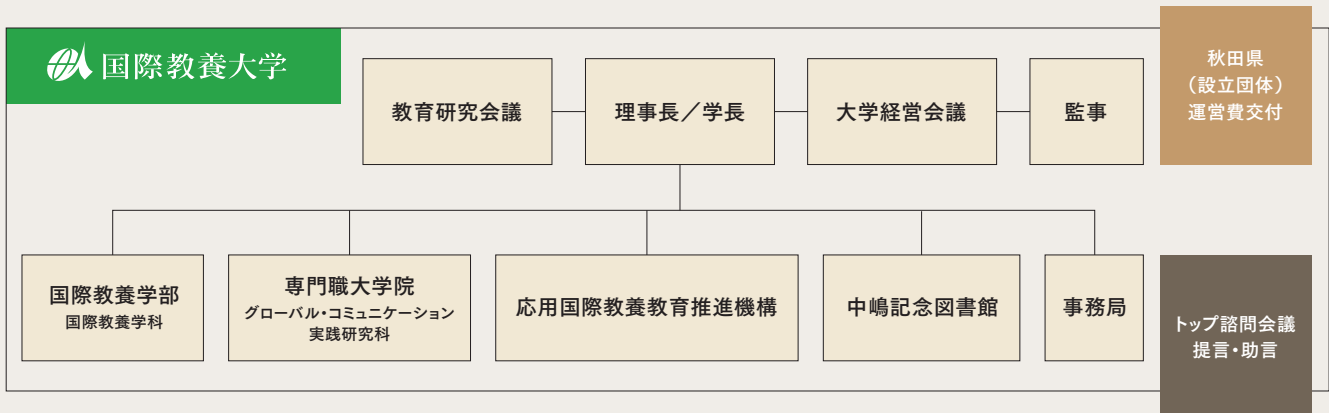 国際教養大学
教育研究会議
理事長／学長
大学経営会議
監事
秋田県
（設立団体）
運営費交付
国際教養学部
国際教養学科
専門職大学院
グローバル・コミュニケーション
実践研究科
応用国際教養教育推進機構
中嶋記念図書館
事務局
トップ諮問会議
提言・助言